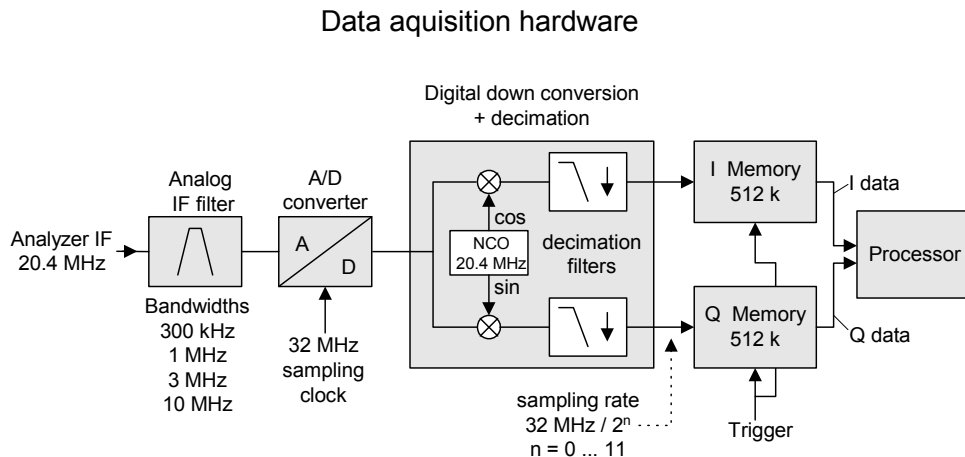 Data aquisition hardware
Digital down conversion
+ decimation
Analog
IF filter
A/D
converter
Analyzer IF
20.4 MHz
A
D
cos
NCO
20.4 MHz
sin
decimation
filters
I Memory
512 k
I data
Processor
Q Memory
512 k
Q data
Bandwidths
300 kHz
1 MHz
3 MHz
10 MHz
32 MHz
sampling
clock
sampling rate
32 MHz / 2ⁿ
n = 0 ... 11
Trigger